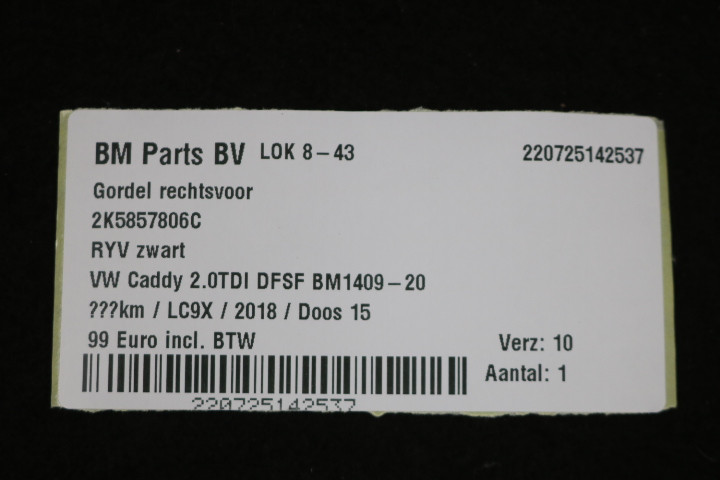 BM Parts BV LOK 8-43 220725142537
Gordel rechtsvoor
2K5857806C
RYV zwart
VW Caddy 2.0TDI DFSF BM1409-20
???km / LC9X / 2018 / Doos 15
99 Euro incl. BTW Verz: 10
Aantal: 1
220725142537